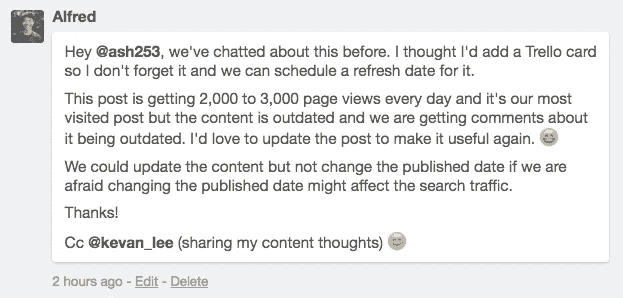 Alfred
Hey @ash253, we've chatted about this before. I thought I'd add a Trello card
so I don't forget it and we can schedule a refresh date for it.
This post is getting 2,000 to 3,000 page views every day and it's our most
visited post but the content is outdated and we are getting comments about
it being outdated. I'd love to update the post to make it useful again.
We could update the content but not change the published date if we are
afraid changing the published date might affect the search traffic.
Thanks!
Cc @kevan_lee (sharing my content thoughts)
2 hours ago - Edit - Delete